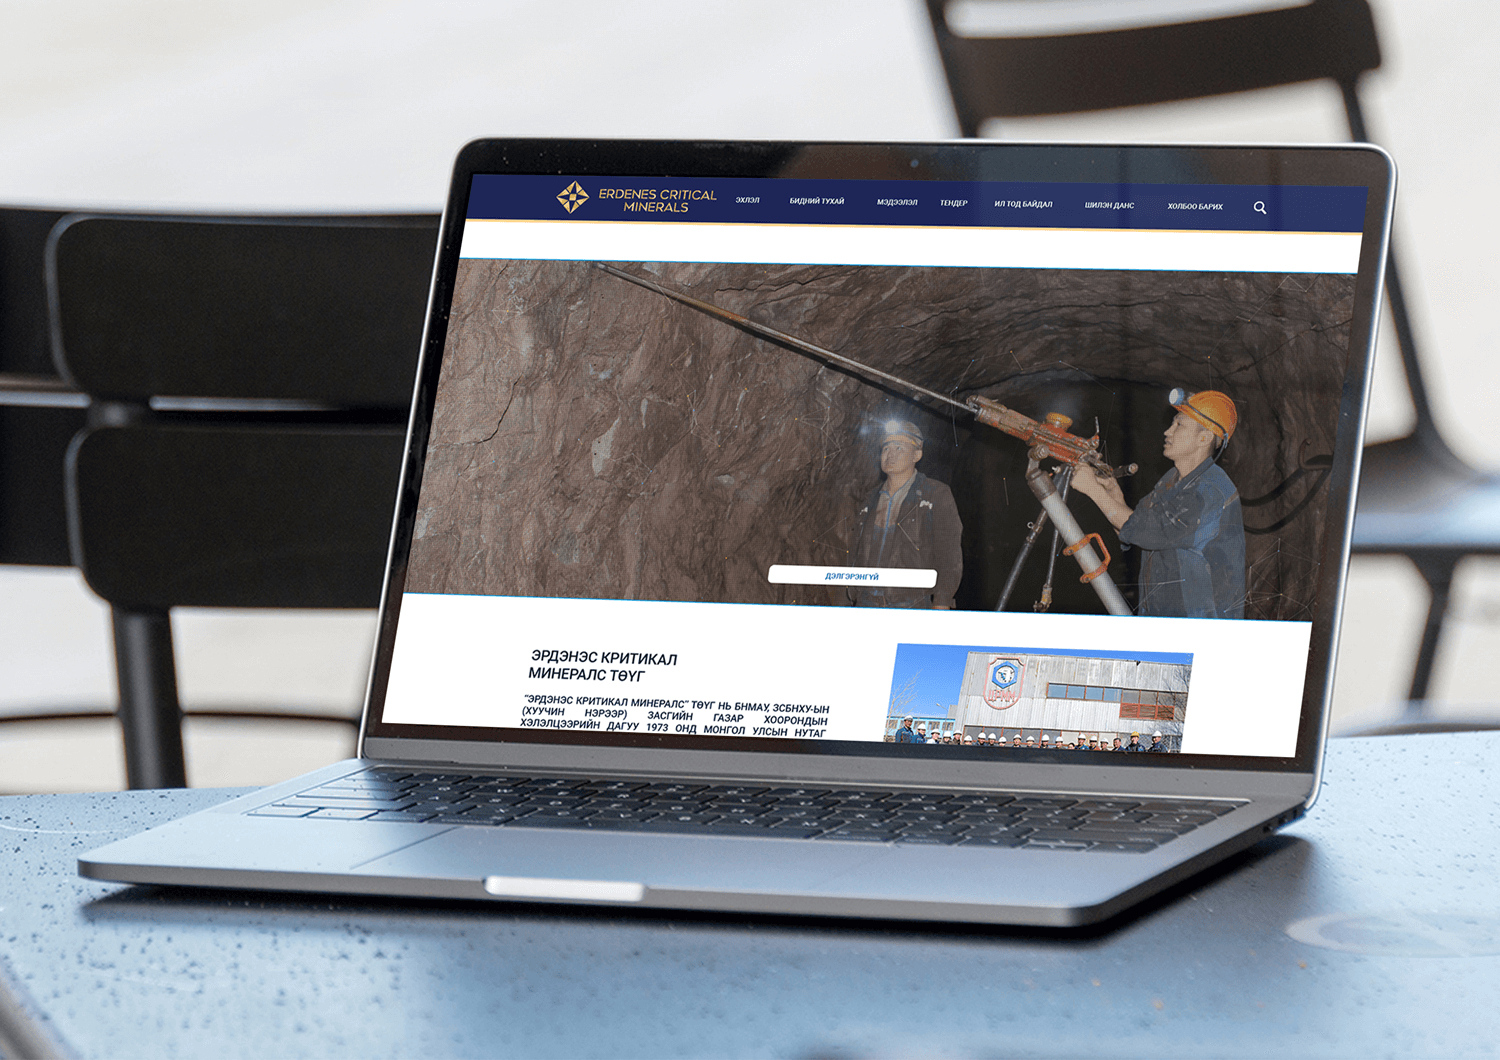 ERDENES CRITICAL
MINERALS
ЭХЛЭЛ БИДНИЙ ТУХАЙ МЭДЭЭЛЭЛ ТЕНДЕР ИЛ ТОД БАЙДАЛ ШИЛЭН ДАНС ХОЛБОО БАРИХ
ДЭЛГЭРЭНГҮЙ
ЭРДЭНЭС КРИТИКАЛ
МИНЕРАЛС ТӨҮГ
"ЭРДЭНЭС КРИТИКАЛ МИНЕРАЛС" ТӨҮГ НЬ БНМАУ, ЗСБНХУ-ЫН
(ХУУЧИН НЭРЭЭР) ЗАСГИЙН ГАЗАР ХООРОНДЫН
ХЭЛЭЛЦЭЭРИЙН ДАГУУ 1973 ОНД МОНГОЛ УЛСЫН НУТАГ